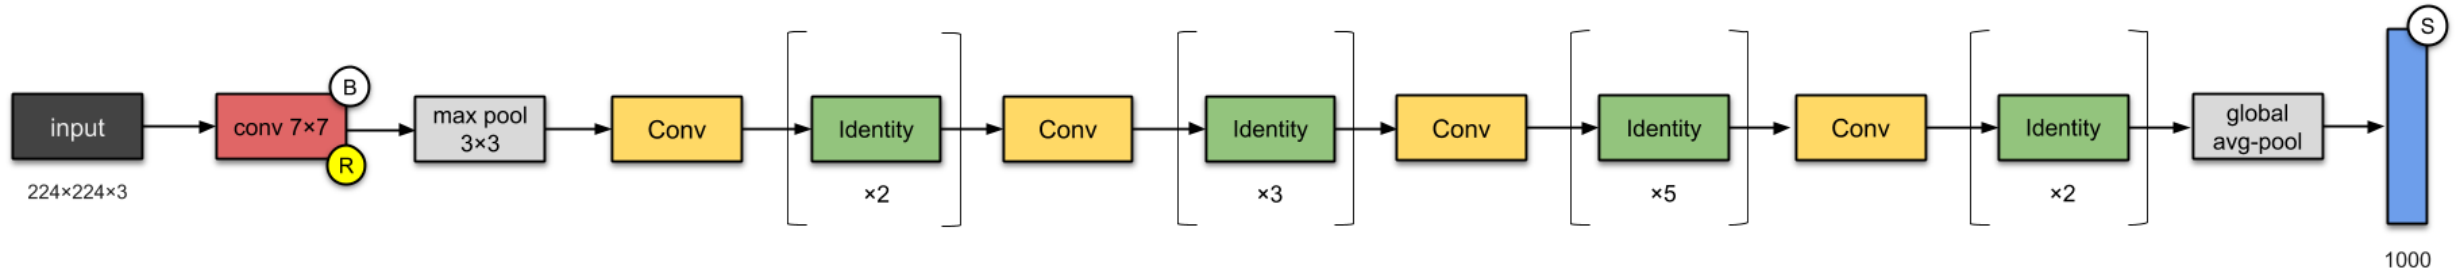 input
224×224×3
conv 7×7
B
R
max pool
3×3
Conv
Identity
×2
Conv
Identity
×3
Conv
Identity
×5
Conv
Identity
×2
global
avg-pool
S
1000